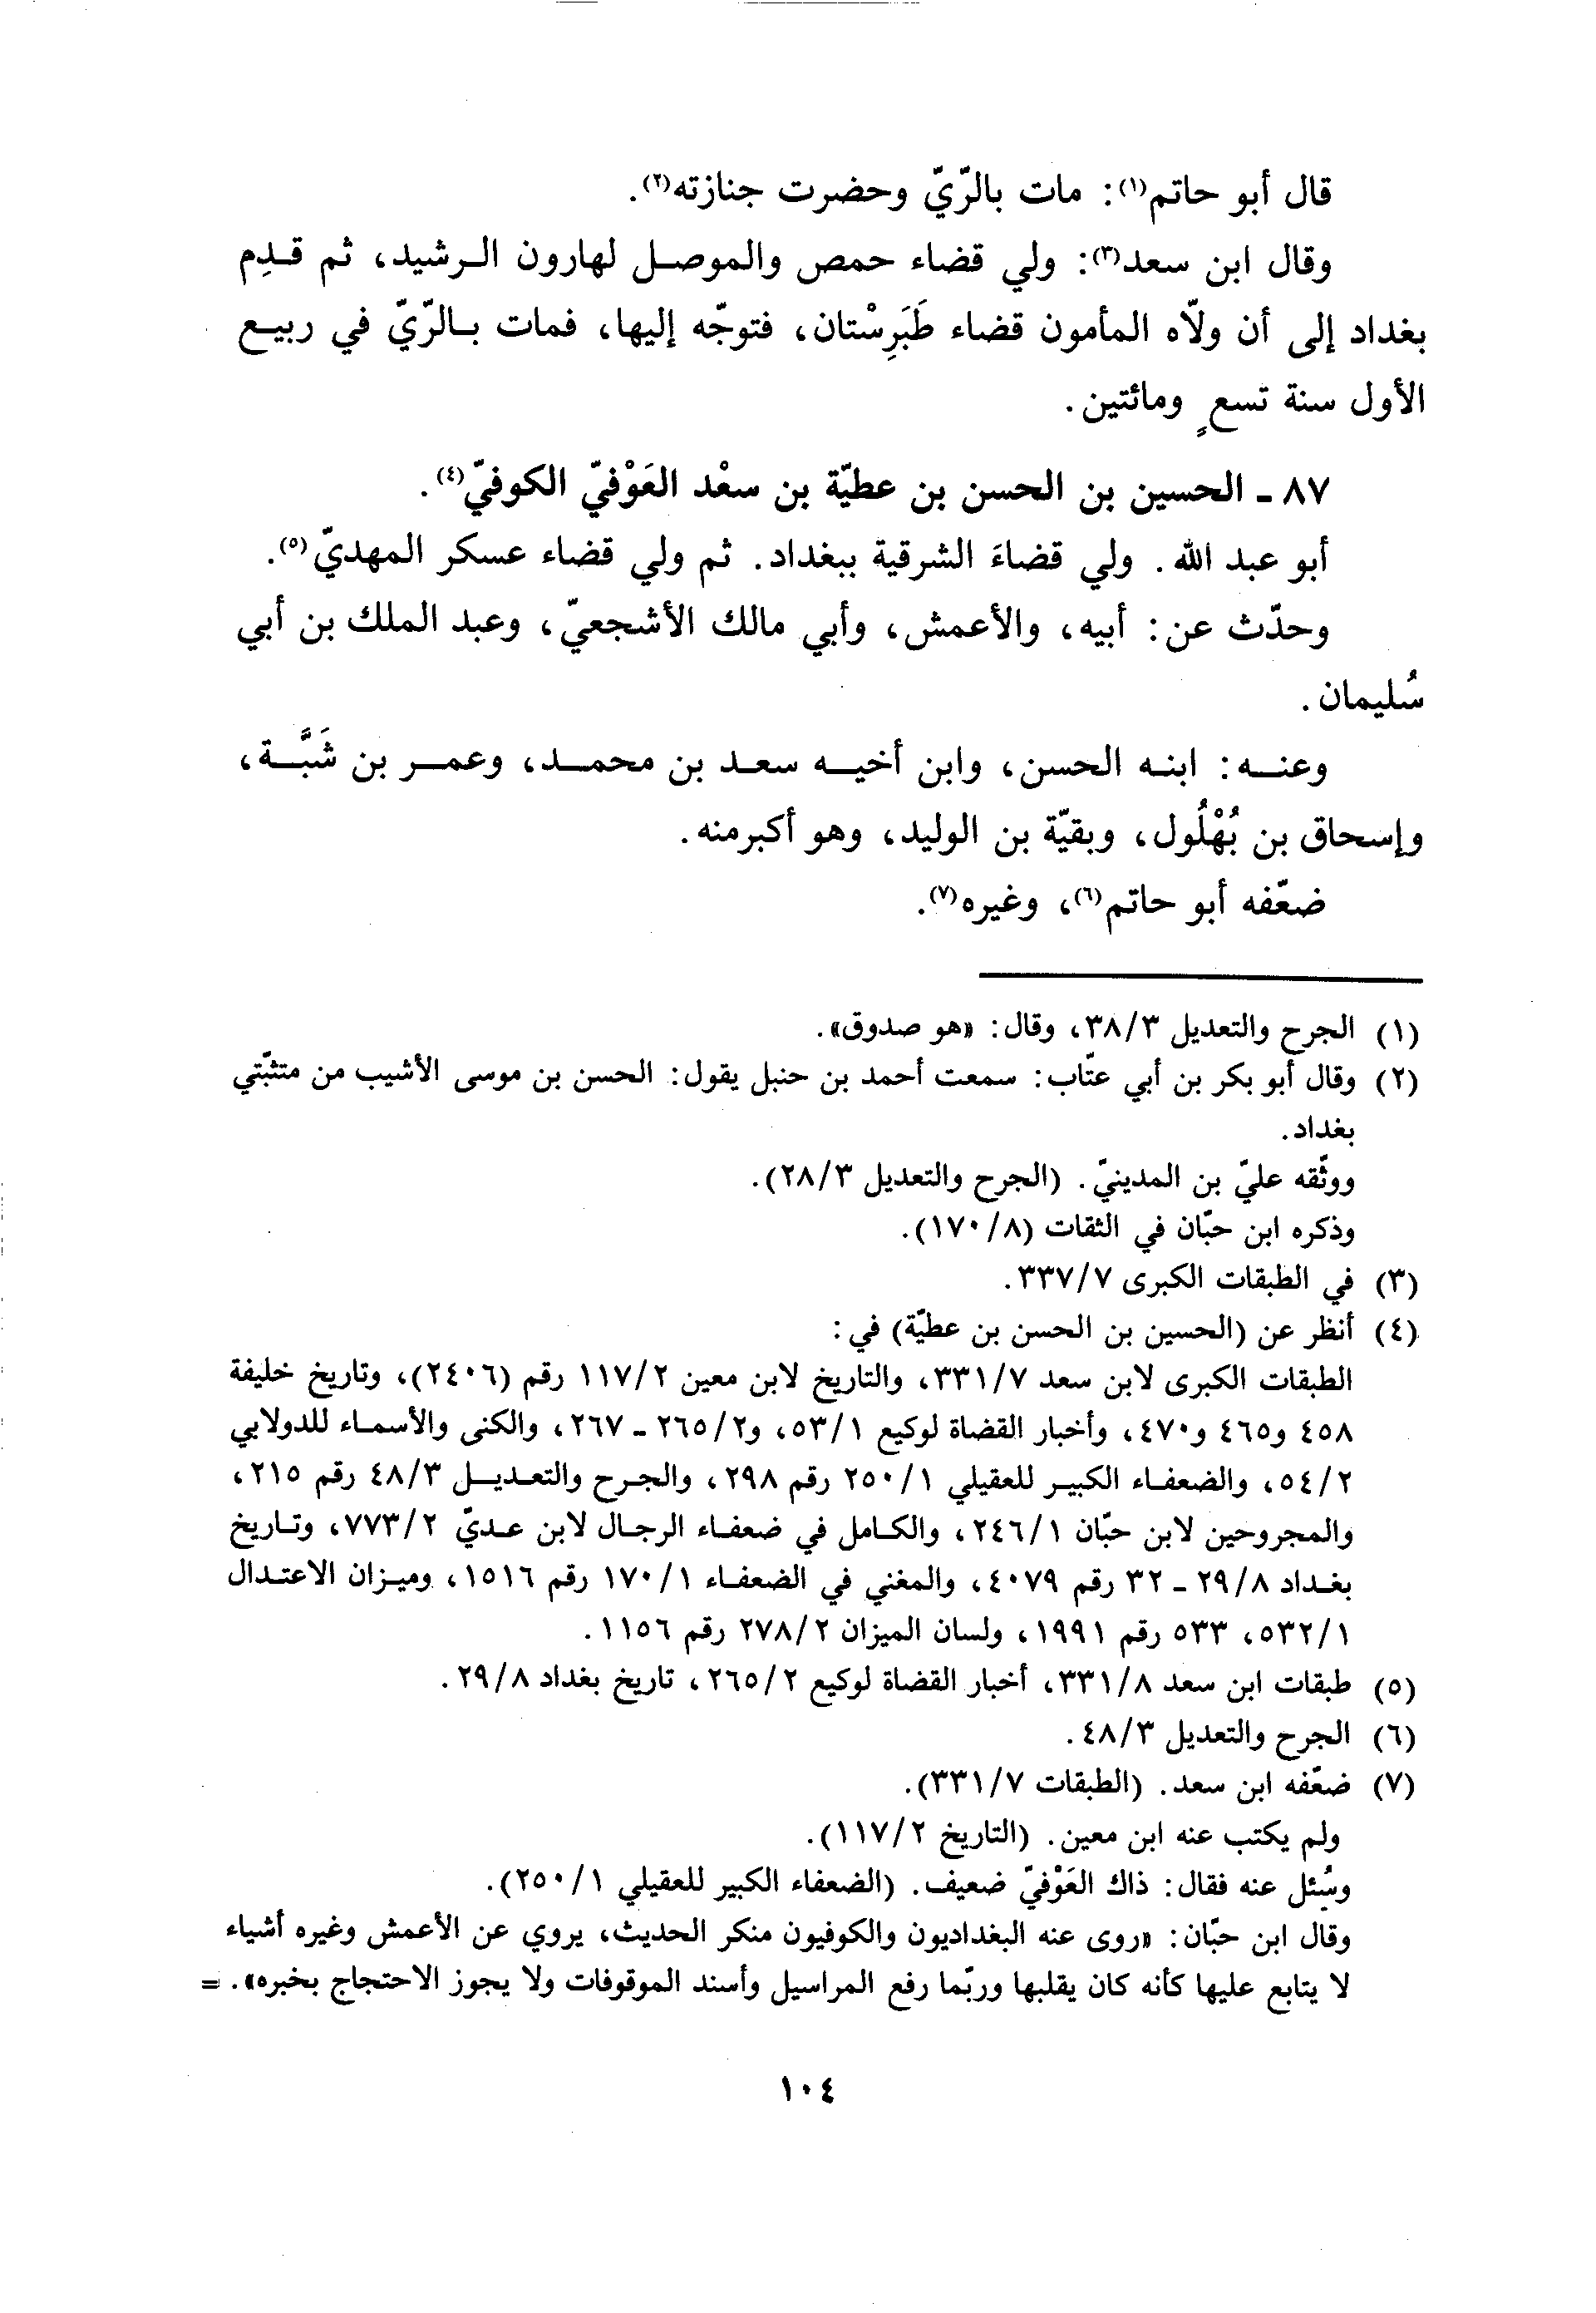 قال أبو حاتم(١): مات بالرّيّ وحضرت جنازته(٢).
وقال ابن سعد(٣): ولي قضاء حمص والموصل لهارون الرشيد، ثم قدِم
بغداد إلى أن ولّاه المأمون قضاء طَبَرِسْتان، فتوجّه إليها، فمات بالرّيّ في ربيع
الأول سنة تسعٍ ومائتين.
٨٧ ـ الحسين بن الحسن بن عطيّة بن سعْد العَوْفيّ الكوفيّ(٤).
أبو عبد الله. ولي قضاءَ الشرقية ببغداد. ثم ولي قضاء عسكر المهديّ(٥).
وحدّث عن: أبيه، والأعمش، وأبي مالك الأشجعيّ، وعبد الملك بن أبي
سُليمان.
وعنه: ابنه الحسن، وابن أخيه سعد بن محمد، وعمر بن شَبَّة،
وإسحاق بن بُهْلُول، وبقيّة بن الوليد، وهو أكبرمنه.
ضعّفه أبو حاتم(٦)، وغيره(٧).
(١) الجرح والتعديل ٣/٣٨، وقال: «هو صدوق».
(٢) وقال أبو بكر بن أبي عتّاب: سمعت أحمد بن حنبل يقول: الحسن بن موسى الأشيب من متثبّتي
بغداد.
ووثّقه عليّ بن المدينيّ. (الجرح والتعديل ٣/٢٨).
وذكره ابن حبّان في الثقات (٨/١٧٠).
(٣) في الطبقات الكبرى ٧/٣٣٧.
(٤) أنظر عن (الحسين بن الحسن بن عطيّة) في:
الطبقات الكبرى لابن سعد ٧/٣٣١، والتاريخ لابن معين ٢/١١٧ رقم (٢٤٠٦)، وتاريخ خليفة
٤٥٨ و٤٦٥ و٤٧٠، وأخبار القضاة لوكيع ١/٥٣، و٢/٢٦٥ ـ ٢٦٧، والكنى والأسماء للدولابي
٢/٥٤، والضعفاء الكبير للعقيلي ١/٢٥٠ رقم ٢٩٨، والجرح والتعديل ٣/٤٨ رقم ٢١٥،
والمجروحين لابن حبّان ١/٢٤٦، والكامل في ضعفاء الرجال لابن عديّ ٢/٧٧٣، وتاريخ
بغداد ٨/٢٩ ـ ٣٢ رقم ٤٠٧٩، والمغني في الضعفاء ١/١٧٠ رقم ١٥١٦، وميزان الاعتدال
١/٥٣٢، ٥٣٣ رقم ١٩٩١، ولسان الميزان ٢/٢٧٨ رقم ١١٥٦.
(٥) طبقات ابن سعد ٨/٣٣١، أخبار القضاة لوكيع ٢/٢٦٥، تاريخ بغداد ٨/٢٩.
(٦) الجرح والتعديل ٣/٤٨.
(٧) ضعّفه ابن سعد. (الطبقات ٧/٣٣١).
ولم يكتب عنه ابن معين. (التاريخ ٢/١١٧).
وسُئل عنه فقال: ذاك العَوْفيّ ضعيف. (الضعفاء الكبير للعقيلي ١/٢٥٠).
وقال ابن حبّان: «روى عنه البغداديون والكوفيون منكر الحديث، يروي عن الأعمش وغيره أشياء
لا يتابع عليها كأنه كان يقلبها وربّما رفع المراسيل وأسند الموقوفات ولا يجوز الاحتجاج بخبره». =
١٠٤